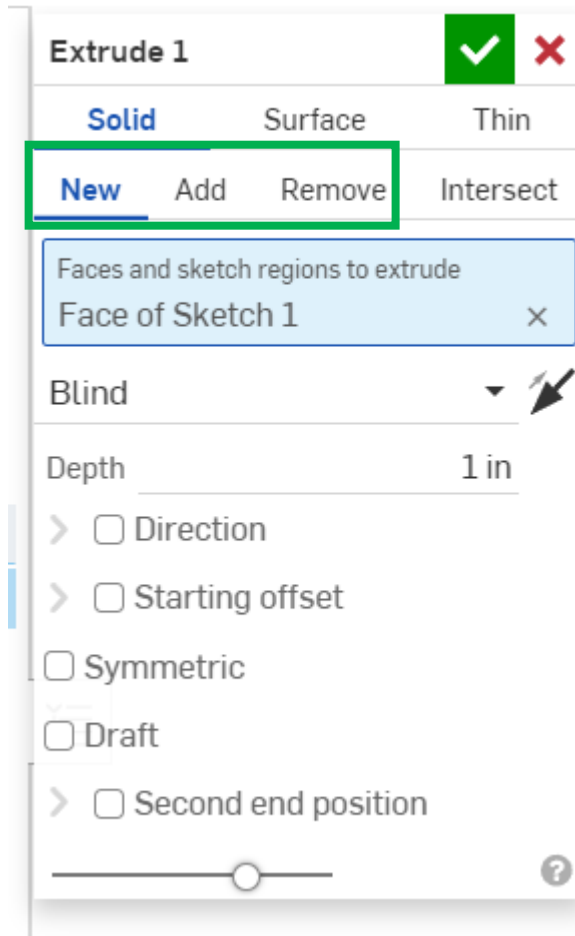 Extrude 1
Solid Surface Thin
New Add Remove Intersect
Faces and sketch regions to extrude
Face of Sketch 1
Blind
Depth 1 in
Direction
Starting offset
Symmetric
Draft
Second end position
?